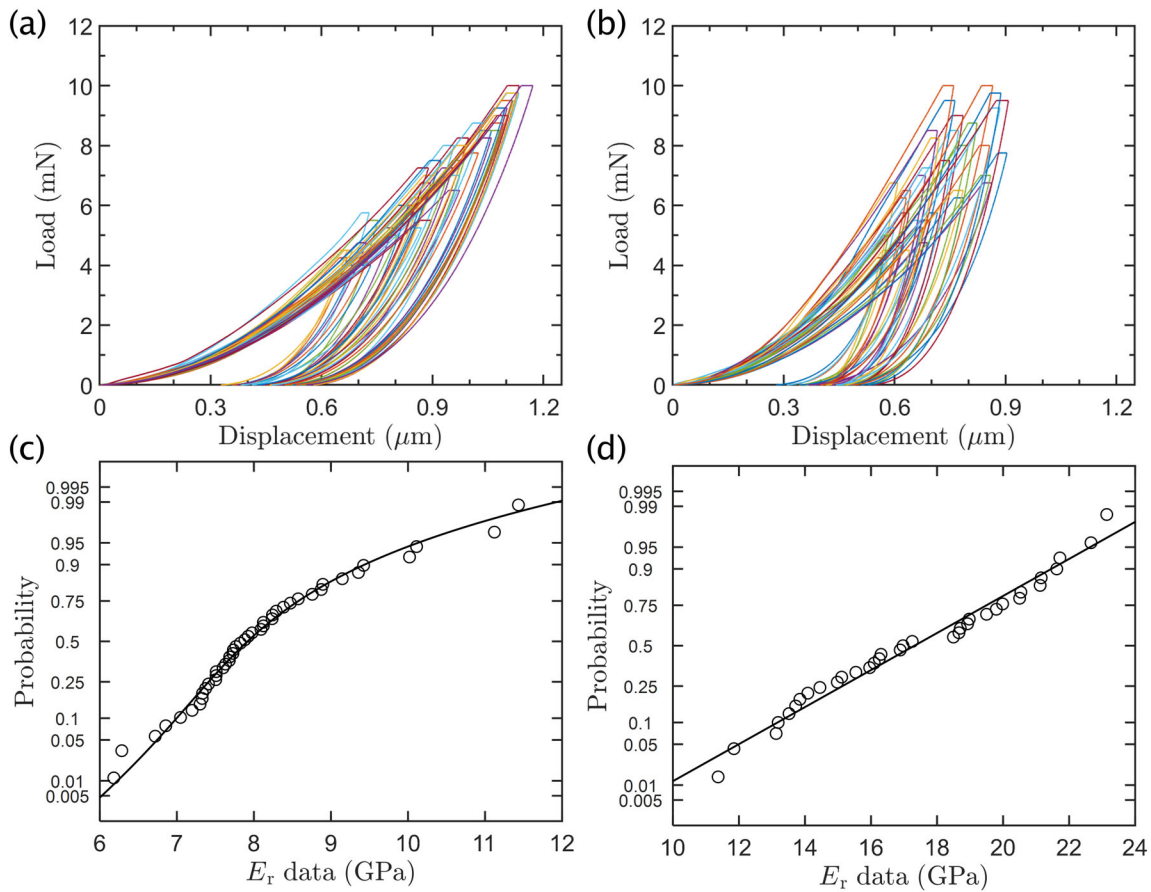 (a)
12
10
8
6
4
2
0
Load (mN)
0 0.3 0.6 0.9 1.2
Displacement (μm)
(b)
12
10
8
6
4
2
0
Load (mN)
0 0.3 0.6 0.9 1.2
Displacement (μm)
(c)
0.995
0.99
0.95
0.9
0.75
0.5
0.25
0.1
0.05
0.01
0.005
Probability
6 7 8 9 10 11 12
Er data (GPa)
(d)
0.995
0.99
0.95
0.9
0.75
0.5
0.25
0.1
0.05
0.01
0.005
Probability
10 12 14 16 18 20 22 24
Er data (GPa)